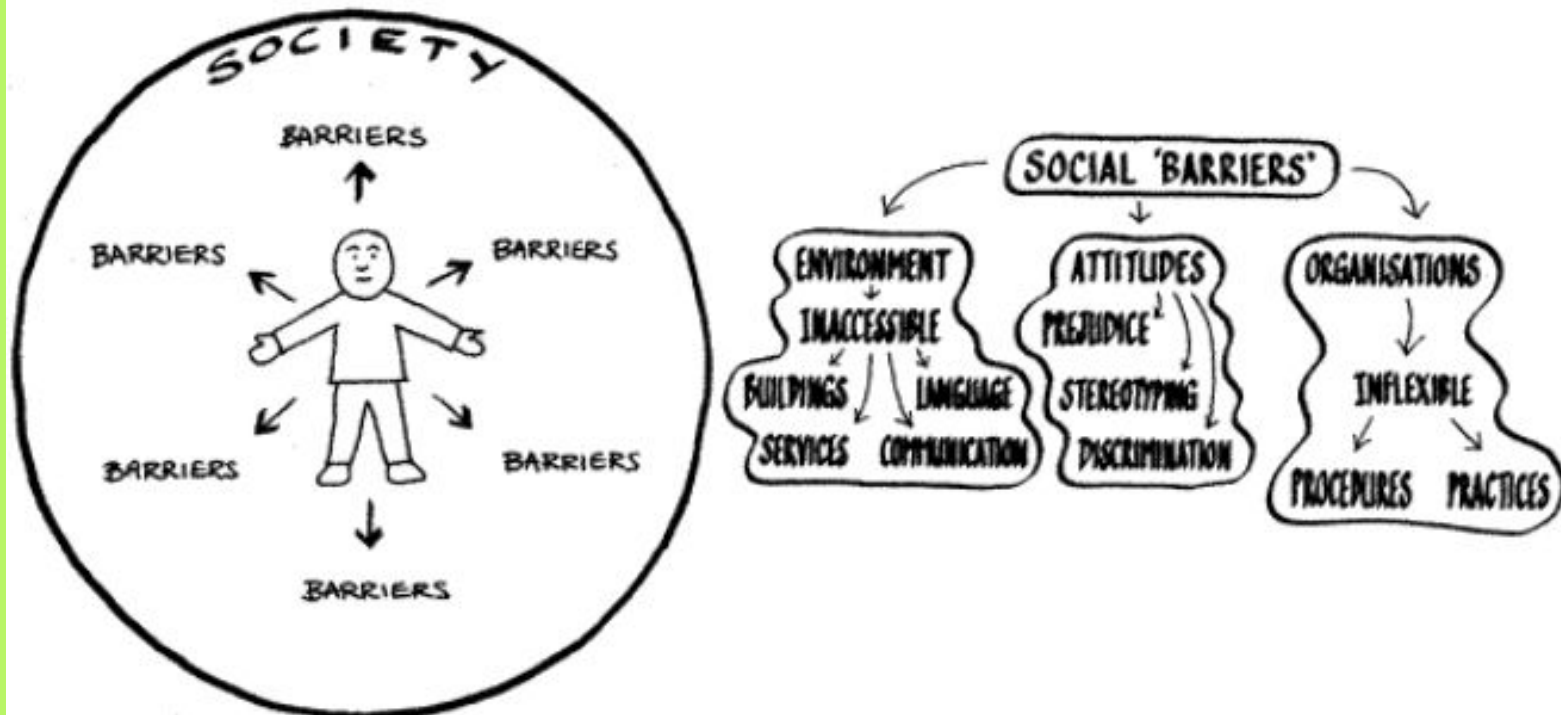 SOCIETY
BARRIERS
BARRIERS
BARRIERS
BARRIERS
BARRIERS
BARRIERS
SOCIAL 'BARRIERS'
ENVIRONMENT
INACCESSIBLE
BUILDINGS LANGUAGE
SERVICES COMMUNICATION
ATTITUDES
PREJUDICE
STEREOTYPING
DISCRIMINATION
ORGANISATIONS
INFLEXIBLE
PROCEDURES PRACTICES